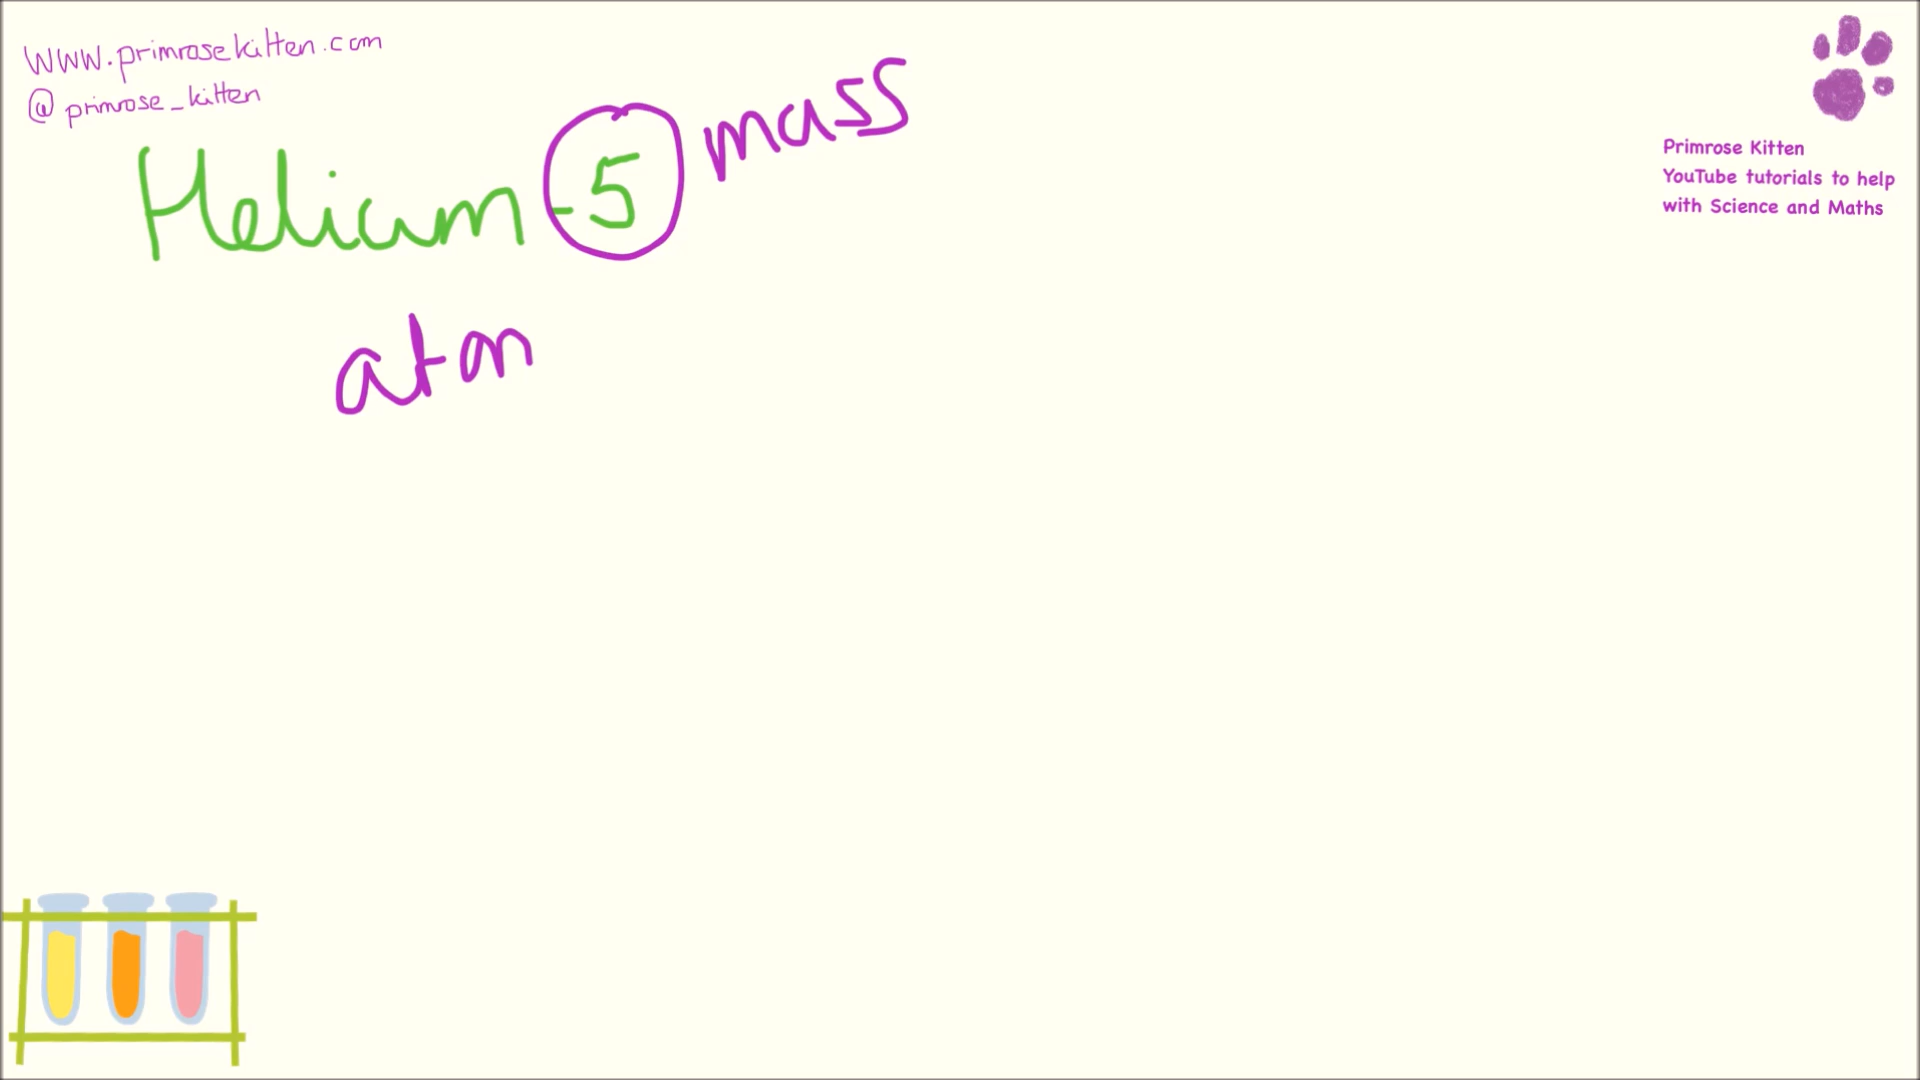 www.primrosekitten.com
@primrose_kitten
Helium -5 mass
atom
Primrose Kitten
YouTube tutorials to help
with Science and Maths